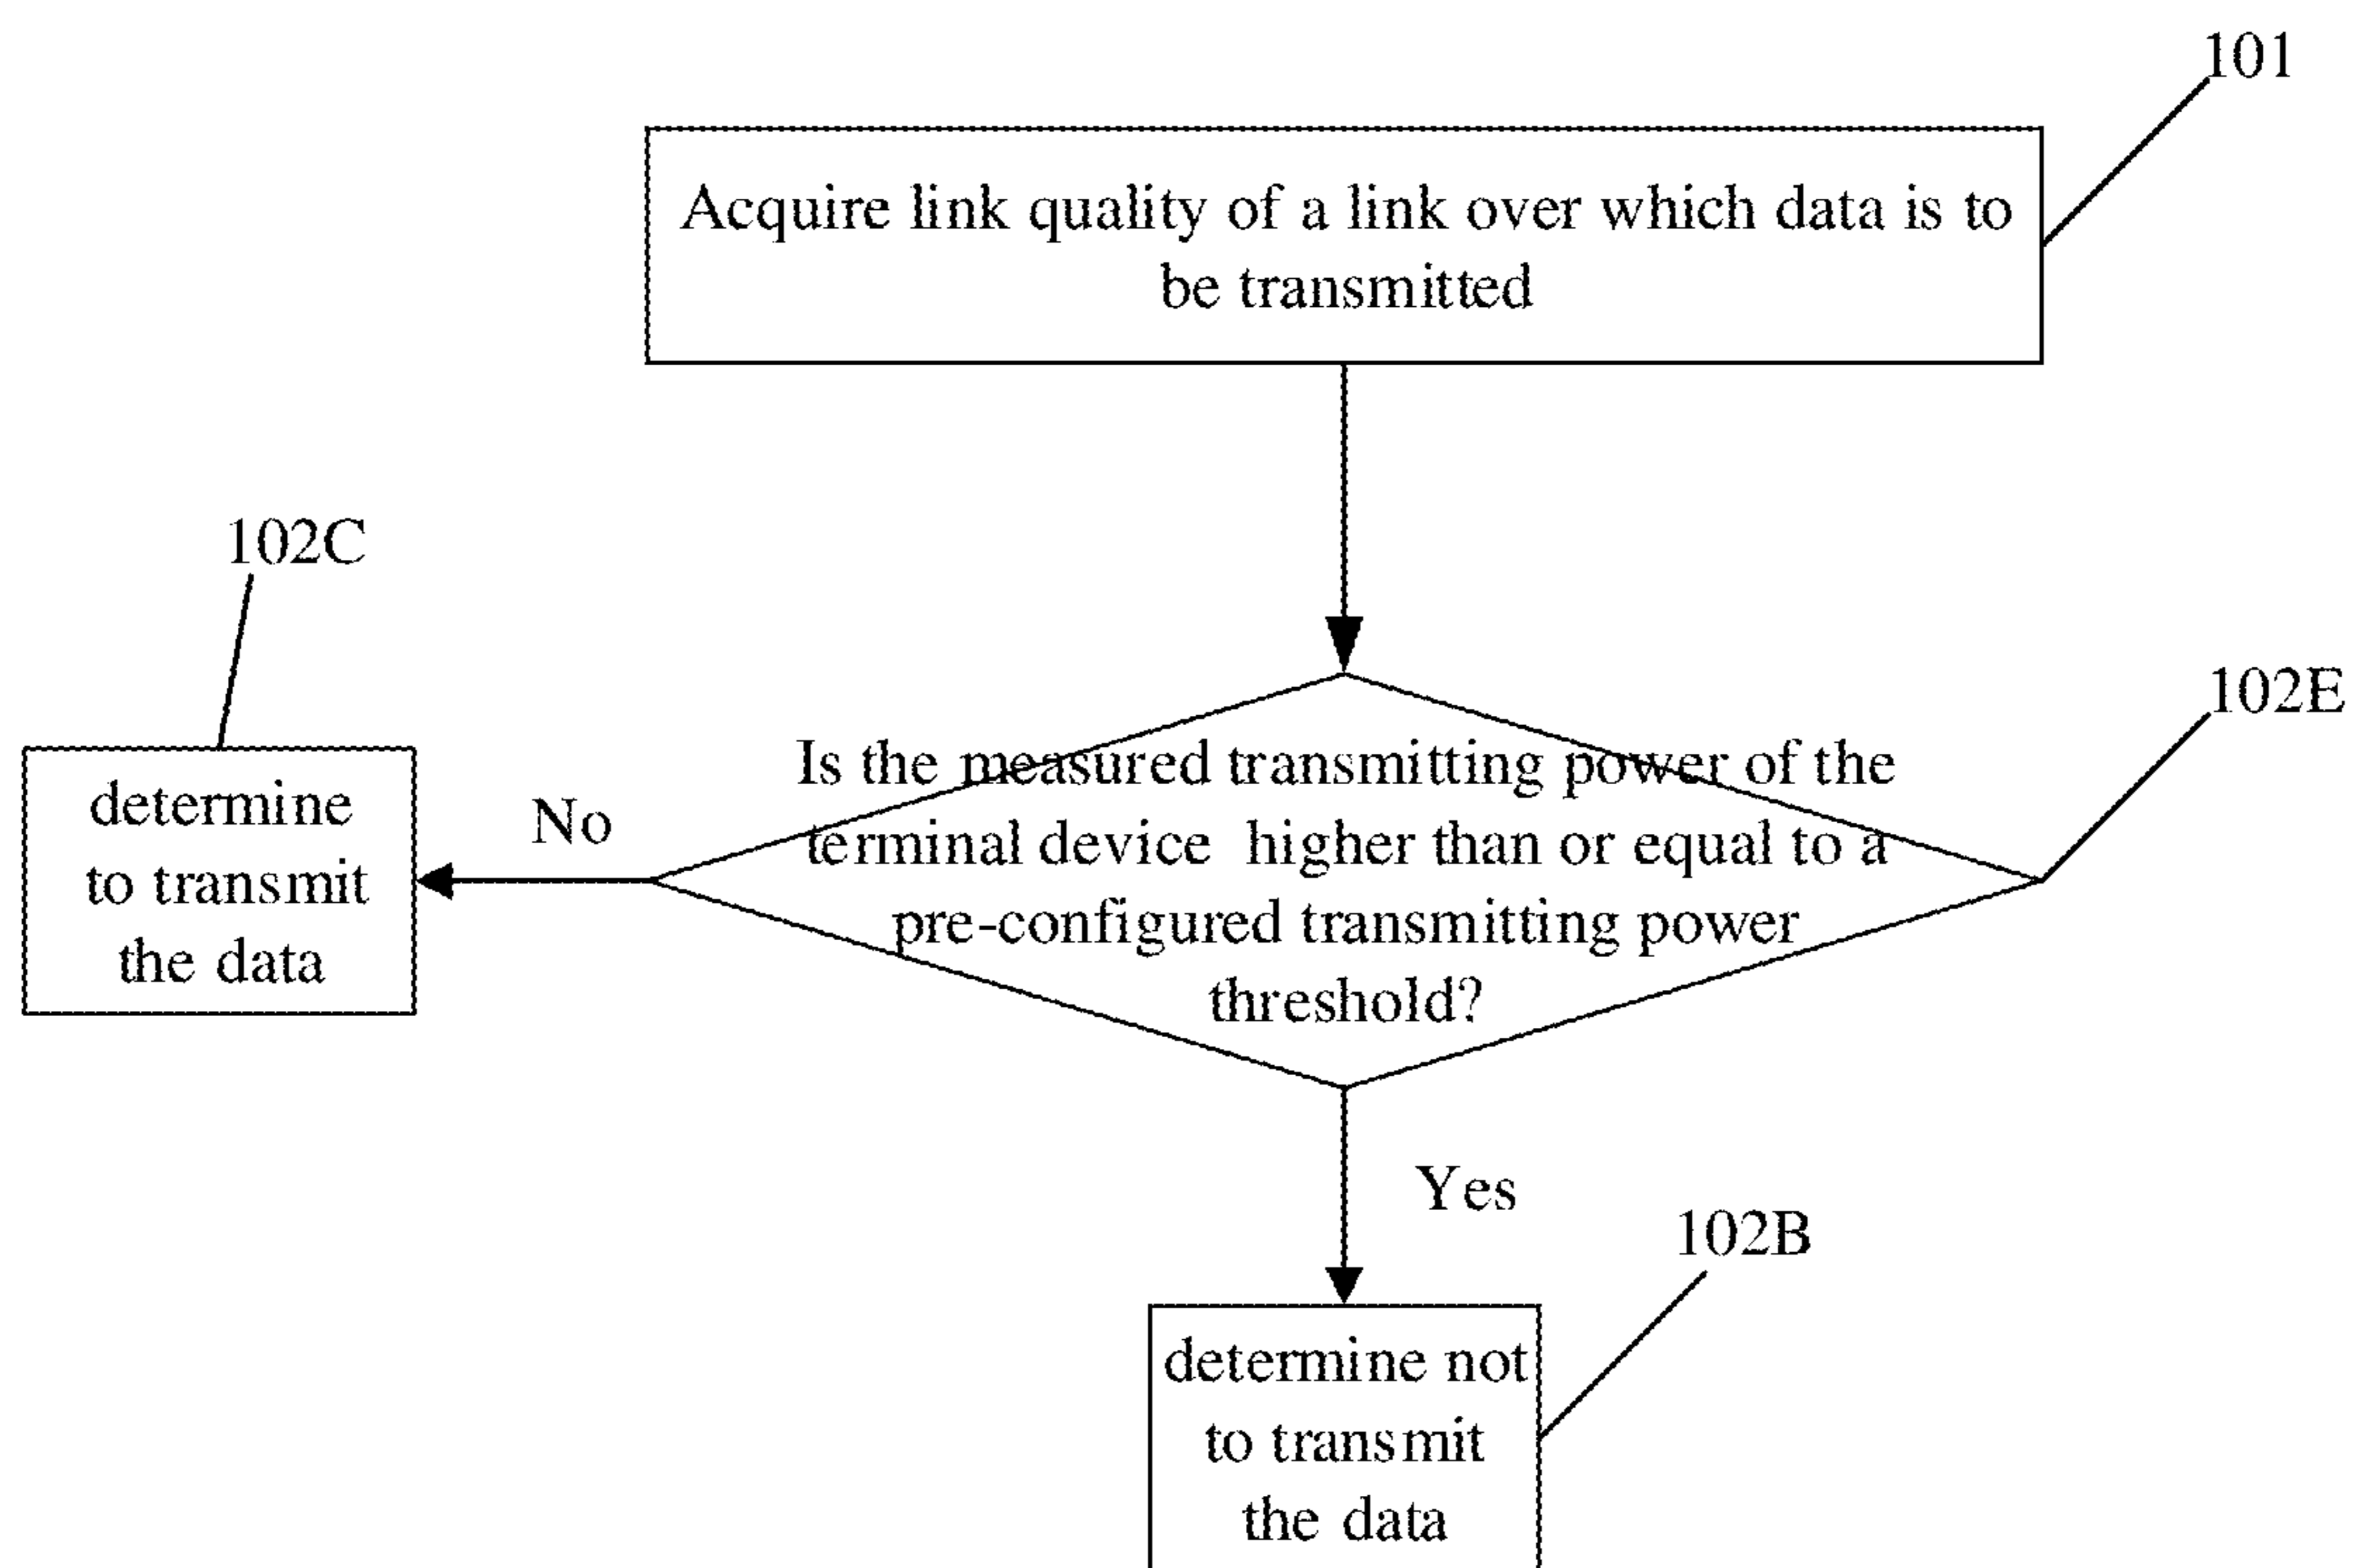 101
Acquire link quality of a link over which data is to
be transmitted
102C
102E
determine
to transmit
the data
No
Is the measured transmitting power of the
terminal device higher than or equal to a
pre-configured transmitting power
threshold?
Yes
102B
determine not
to transmit
the data